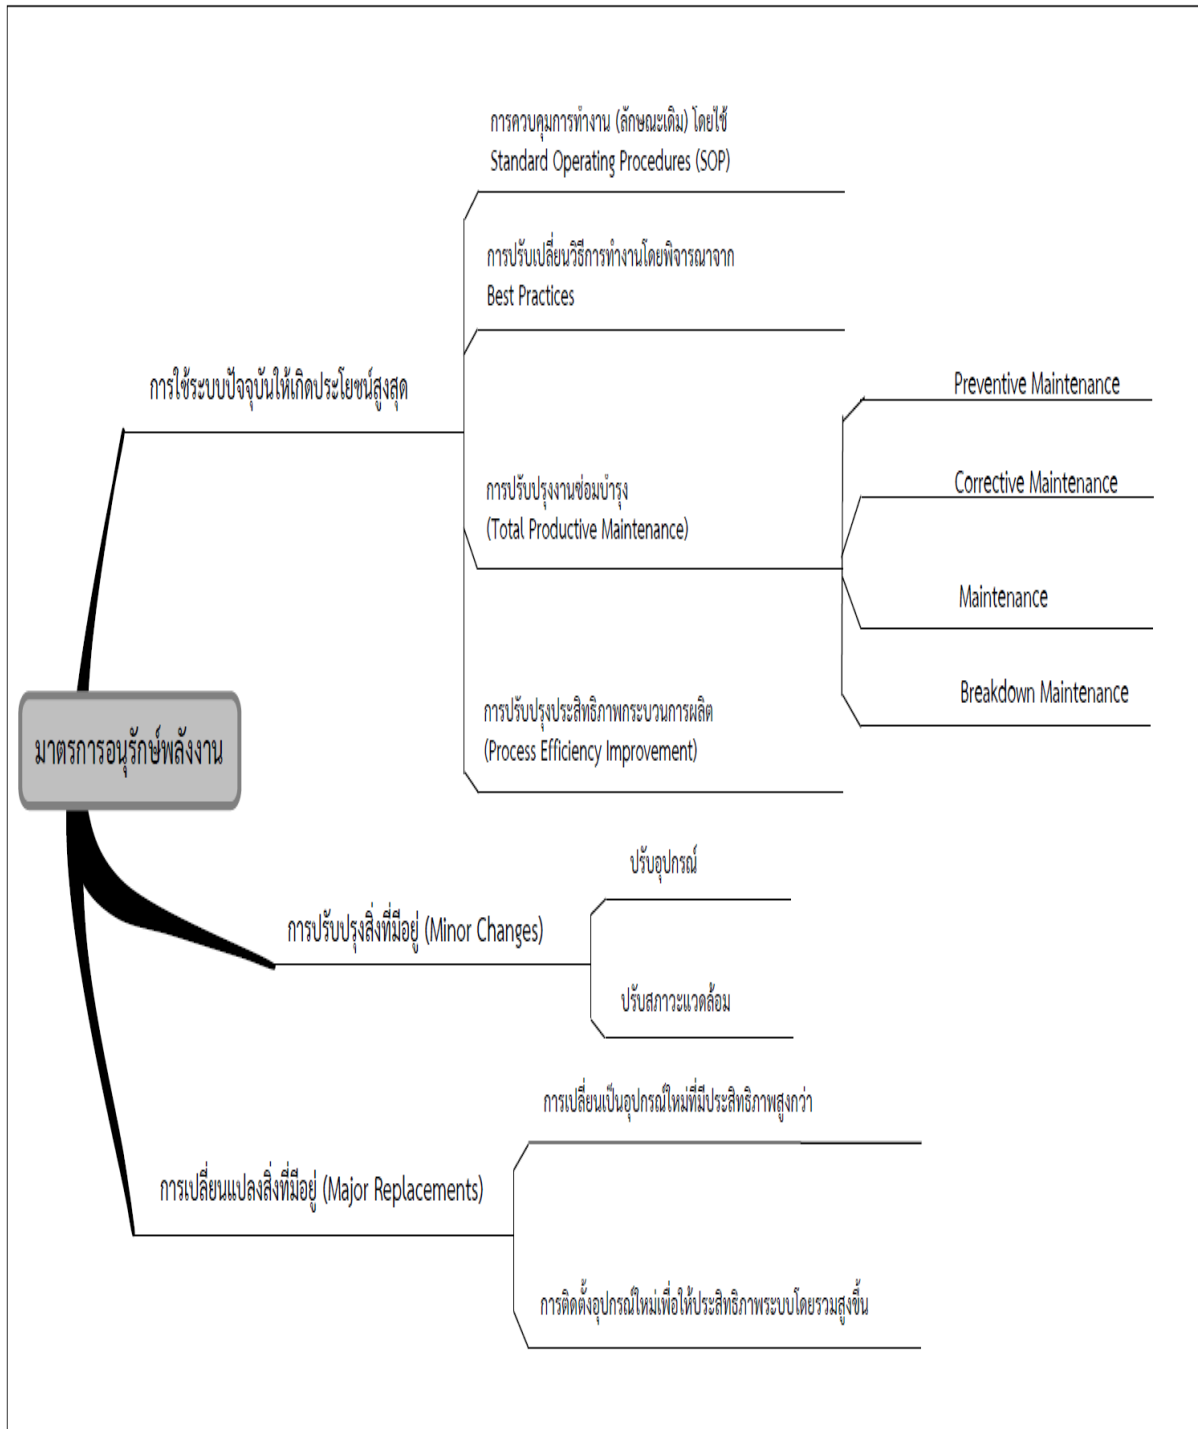 การควบคุมการทำงาน (ลักษณะเดิม) โดยใช้
Standard Operating Procedures (SOP)
การปรับเปลี่ยนวิธีการทำงานโดยพิจารณาจาก
Best Practices
การใช้ระบบปัจจุบันให้เกิดประโยชน์สูงสุด
Preventive Maintenance
Corrective Maintenance
การปรับปรุงงานซ่อมบำรุง
(Total Productive Maintenance)
Maintenance
Breakdown Maintenance
การปรับปรุงประสิทธิภาพกระบวนการผลิต
(Process Efficiency Improvement)
มาตรการอนุรักษ์พลังงาน
ปรับอุปกรณ์
การปรับปรุงสิ่งที่มีอยู่ (Minor Changes)
ปรับสภาวะแวดล้อม
การเปลี่ยนเป็นอุปกรณ์ใหม่ที่มีประสิทธิภาพสูงกว่า
การเปลี่ยนแปลงสิ่งที่มีอยู่ (Major Replacements)
การติดตั้งอุปกรณ์ใหม่เพื่อให้ประสิทธิภาพระบบโดยรวมสูงขึ้น